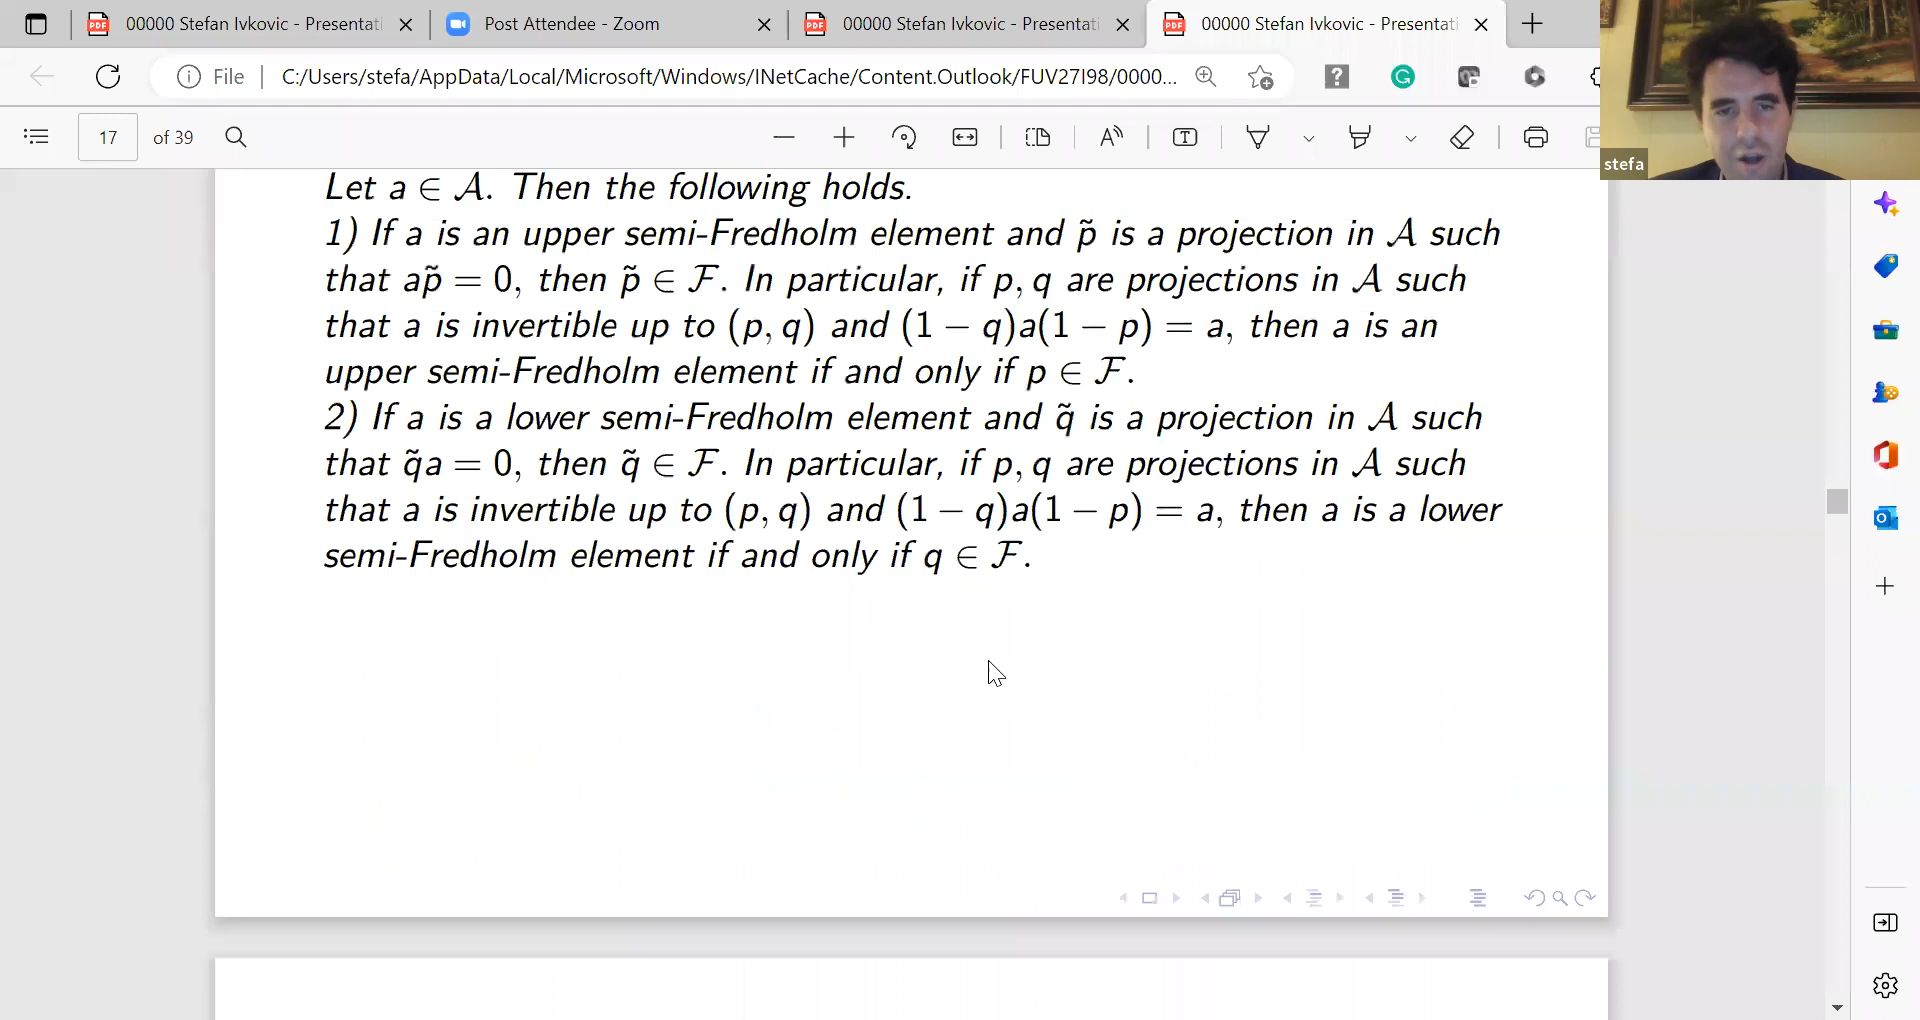 00000 Stefan Ivkovic - Presentati
Post Attendee - Zoom
00000 Stefan Ivkovic - Presentati
00000 Stefan Ivkovic - Presentati
File
C:/Users/stefa/AppData/Local/Microsoft/Windows/INetCache/Content.Outlook/FUV27I98/0000...
17 of 39
stefa
Let a ∈ 𝒜. Then the following holds.
1) If a is an upper semi-Fredholm element and p̃ is a projection in 𝒜 such
that ap̃ = 0, then p̃ ∈ ℱ. In particular, if p, q are projections in 𝒜 such
that a is invertible up to (p, q) and (1 − q)a(1 − p) = a, then a is an
upper semi-Fredholm element if and only if p ∈ ℱ.
2) If a is a lower semi-Fredholm element and q̃ is a projection in 𝒜 such
that q̃a = 0, then q̃ ∈ ℱ. In particular, if p, q are projections in 𝒜 such
that a is invertible up to (p, q) and (1 − q)a(1 − p) = a, then a is a lower
semi-Fredholm element if and only if q ∈ ℱ.